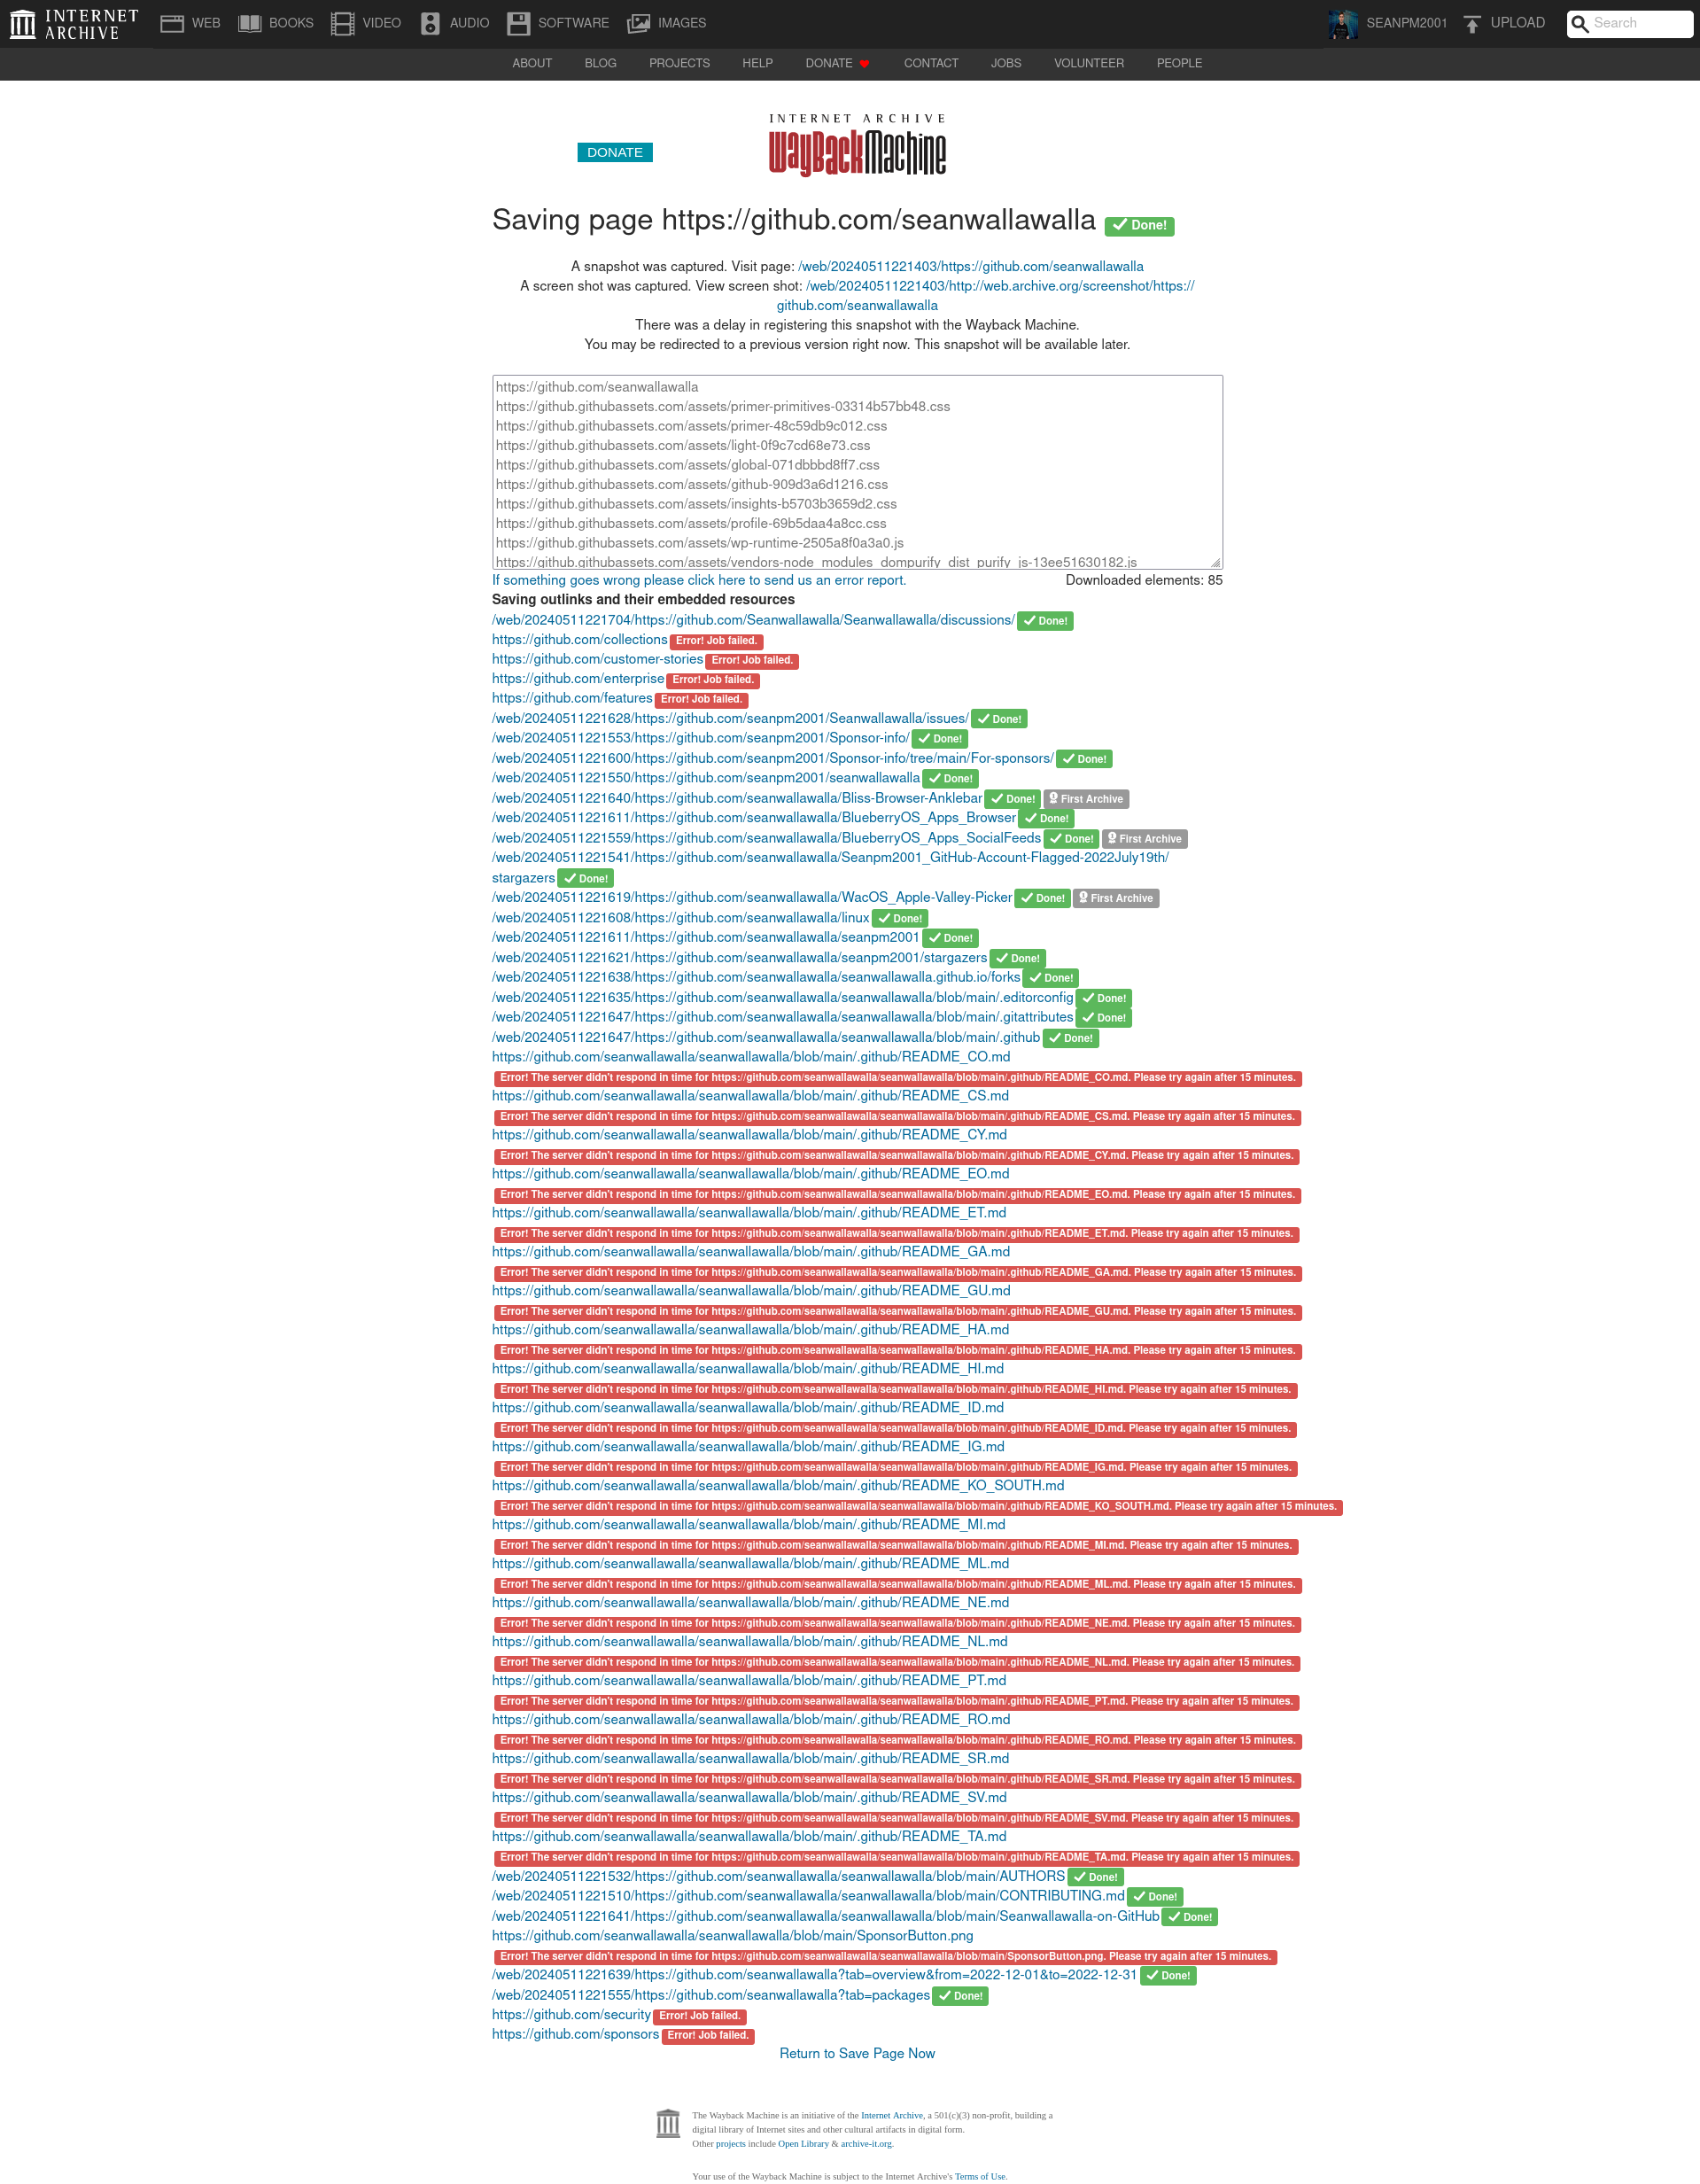 INTERNET ARCHIVE
WEB BOOKS VIDEO AUDIO SOFTWARE IMAGES SEANPM2001 UPLOAD Search
ABOUT BLOG PROJECTS HELP DONATE CONTACT JOBS VOLUNTEER PEOPLE
INTERNET ARCHIVE
DONATE
WayBackMachine
Saving page https://github.com/seanwallawalla Done!
A snapshot was captured. Visit page: /web/20240511221403/https://github.com/seanwallawalla
A screen shot was captured. View screen shot: /web/20240511221403/http://web.archive.org/screenshot/https://
github.com/seanwallawalla
There was a delay in registering this snapshot with the Wayback Machine.
You may be redirected to a previous version right now. This snapshot will be available later.
https://github.com/seanwallawalla
https://github.githubassets.com/assets/primer-primitives-03314b57bb48.css
https://github.githubassets.com/assets/primer-48c59db9c012.css
https://github.githubassets.com/assets/light-0f9c7cd68e73.css
https://github.githubassets.com/assets/global-071dbbbd8ff7.css
https://github.githubassets.com/assets/github-909d3a6d1216.css
https://github.githubassets.com/assets/insights-b5703b3659d2.css
https://github.githubassets.com/assets/profile-69b5daa4a8cc.css
https://github.githubassets.com/assets/wp-runtime-2505a8f0a3a0.js
https://github.githubassets.com/assets/vendors-node_modules_dompurify_dist_purify_js-13ee51630182.js
If something goes wrong please click here to send us an error report. Downloaded elements: 85
Saving outlinks and their embedded resources
/web/20240511221704/https://github.com/Seanwallawalla/Seanwallawalla/discussions/ Done!
https://github.com/collections Error! Job failed.
https://github.com/customer-stories Error! Job failed.
https://github.com/enterprise Error! Job failed.
https://github.com/features Error! Job failed.
/web/20240511221628/https://github.com/seanpm2001/Seanwallawalla/issues/ Done!
/web/20240511221553/https://github.com/seanpm2001/Sponsor-info/ Done!
/web/20240511221600/https://github.com/seanpm2001/Sponsor-info/tree/main/For-sponsors/ Done!
/web/20240511221550/https://github.com/seanpm2001/seanwallawalla Done!
/web/20240511221640/https://github.com/seanwallawalla/Bliss-Browser-Anklebar Done! First Archive
/web/20240511221611/https://github.com/seanwallawalla/BlueberryOS_Apps_Browser Done!
/web/20240511221559/https://github.com/seanwallawalla/BlueberryOS_Apps_SocialFeeds Done! First Archive
/web/20240511221541/https://github.com/seanwallawalla/Seanpm2001_GitHub-Account-Flagged-2022July19th/
stargazers Done!
/web/20240511221619/https://github.com/seanwallawalla/WacOS_Apple-Valley-Picker Done! First Archive
/web/20240511221608/https://github.com/seanwallawalla/linux Done!
/web/20240511221611/https://github.com/seanwallawalla/seanpm2001 Done!
/web/20240511221621/https://github.com/seanwallawalla/seanpm2001/stargazers Done!
/web/20240511221638/https://github.com/seanwallawalla/seanwallawalla.github.io/forks Done!
/web/20240511221635/https://github.com/seanwallawalla/seanwallawalla/blob/main/.editorconfig Done!
/web/20240511221647/https://github.com/seanwallawalla/seanwallawalla/blob/main/.gitattributes Done!
/web/20240511221647/https://github.com/seanwallawalla/seanwallawalla/blob/main/.github Done!
https://github.com/seanwallawalla/seanwallawalla/blob/main/.github/README_CO.md
Error! The server didn't respond in time for https://github.com/seanwallawalla/seanwallawalla/blob/main/.github/README_CO.md. Please try again after 15 minutes.
https://github.com/seanwallawalla/seanwallawalla/blob/main/.github/README_CS.md
Error! The server didn't respond in time for https://github.com/seanwallawalla/seanwallawalla/blob/main/.github/README_CS.md. Please try again after 15 minutes.
https://github.com/seanwallawalla/seanwallawalla/blob/main/.github/README_CY.md
Error! The server didn't respond in time for https://github.com/seanwallawalla/seanwallawalla/blob/main/.github/README_CY.md. Please try again after 15 minutes.
https://github.com/seanwallawalla/seanwallawalla/blob/main/.github/README_EO.md
Error! The server didn't respond in time for https://github.com/seanwallawalla/seanwallawalla/blob/main/.github/README_EO.md. Please try again after 15 minutes.
https://github.com/seanwallawalla/seanwallawalla/blob/main/.github/README_ET.md
Error! The server didn't respond in time for https://github.com/seanwallawalla/seanwallawalla/blob/main/.github/README_ET.md. Please try again after 15 minutes.
https://github.com/seanwallawalla/seanwallawalla/blob/main/.github/README_GA.md
Error! The server didn't respond in time for https://github.com/seanwallawalla/seanwallawalla/blob/main/.github/README_GA.md. Please try again after 15 minutes.
https://github.com/seanwallawalla/seanwallawalla/blob/main/.github/README_GU.md
Error! The server didn't respond in time for https://github.com/seanwallawalla/seanwallawalla/blob/main/.github/README_GU.md. Please try again after 15 minutes.
https://github.com/seanwallawalla/seanwallawalla/blob/main/.github/README_HA.md
Error! The server didn't respond in time for https://github.com/seanwallawalla/seanwallawalla/blob/main/.github/README_HA.md. Please try again after 15 minutes.
https://github.com/seanwallawalla/seanwallawalla/blob/main/.github/README_HI.md
Error! The server didn't respond in time for https://github.com/seanwallawalla/seanwallawalla/blob/main/.github/README_HI.md. Please try again after 15 minutes.
https://github.com/seanwallawalla/seanwallawalla/blob/main/.github/README_ID.md
Error! The server didn't respond in time for https://github.com/seanwallawalla/seanwallawalla/blob/main/.github/README_ID.md. Please try again after 15 minutes.
https://github.com/seanwallawalla/seanwallawalla/blob/main/.github/README_IG.md
Error! The server didn't respond in time for https://github.com/seanwallawalla/seanwallawalla/blob/main/.github/README_IG.md. Please try again after 15 minutes.
https://github.com/seanwallawalla/seanwallawalla/blob/main/.github/README_KO_SOUTH.md
Error! The server didn't respond in time for https://github.com/seanwallawalla/seanwallawalla/blob/main/.github/README_KO_SOUTH.md. Please try again after 15 minutes.
https://github.com/seanwallawalla/seanwallawalla/blob/main/.github/README_MI.md
Error! The server didn't respond in time for https://github.com/seanwallawalla/seanwallawalla/blob/main/.github/README_MI.md. Please try again after 15 minutes.
https://github.com/seanwallawalla/seanwallawalla/blob/main/.github/README_ML.md
Error! The server didn't respond in time for https://github.com/seanwallawalla/seanwallawalla/blob/main/.github/README_ML.md. Please try again after 15 minutes.
https://github.com/seanwallawalla/seanwallawalla/blob/main/.github/README_NE.md
Error! The server didn't respond in time for https://github.com/seanwallawalla/seanwallawalla/blob/main/.github/README_NE.md. Please try again after 15 minutes.
https://github.com/seanwallawalla/seanwallawalla/blob/main/.github/README_NL.md
Error! The server didn't respond in time for https://github.com/seanwallawalla/seanwallawalla/blob/main/.github/README_NL.md. Please try again after 15 minutes.
https://github.com/seanwallawalla/seanwallawalla/blob/main/.github/README_PT.md
Error! The server didn't respond in time for https://github.com/seanwallawalla/seanwallawalla/blob/main/.github/README_PT.md. Please try again after 15 minutes.
https://github.com/seanwallawalla/seanwallawalla/blob/main/.github/README_RO.md
Error! The server didn't respond in time for https://github.com/seanwallawalla/seanwallawalla/blob/main/.github/README_RO.md. Please try again after 15 minutes.
https://github.com/seanwallawalla/seanwallawalla/blob/main/.github/README_SR.md
Error! The server didn't respond in time for https://github.com/seanwallawalla/seanwallawalla/blob/main/.github/README_SR.md. Please try again after 15 minutes.
https://github.com/seanwallawalla/seanwallawalla/blob/main/.github/README_SV.md
Error! The server didn't respond in time for https://github.com/seanwallawalla/seanwallawalla/blob/main/.github/README_SV.md. Please try again after 15 minutes.
https://github.com/seanwallawalla/seanwallawalla/blob/main/.github/README_TA.md
Error! The server didn't respond in time for https://github.com/seanwallawalla/seanwallawalla/blob/main/.github/README_TA.md. Please try again after 15 minutes.
/web/20240511221532/https://github.com/seanwallawalla/seanwallawalla/blob/main/AUTHORS Done!
/web/20240511221510/https://github.com/seanwallawalla/seanwallawalla/blob/main/CONTRIBUTING.md Done!
/web/20240511221641/https://github.com/seanwallawalla/seanwallawalla/blob/main/Seanwallawalla-on-GitHub Done!
https://github.com/seanwallawalla/seanwallawalla/blob/main/SponsorButton.png
Error! The server didn't respond in time for https://github.com/seanwallawalla/seanwallawalla/blob/main/SponsorButton.png. Please try again after 15 minutes.
/web/20240511221639/https://github.com/seanwallawalla?tab=overview&from=2022-12-01&to=2022-12-31 Done!
/web/20240511221555/https://github.com/seanwallawalla?tab=packages Done!
https://github.com/security Error! Job failed.
https://github.com/sponsors Error! Job failed.
Return to Save Page Now
The Wayback Machine is an initiative of the Internet Archive, a 501(c)(3) non-profit, building a
digital library of Internet sites and other cultural artifacts in digital form.
Other projects include Open Library & archive-it.org.
Your use of the Wayback Machine is subject to the Internet Archive's Terms of Use.